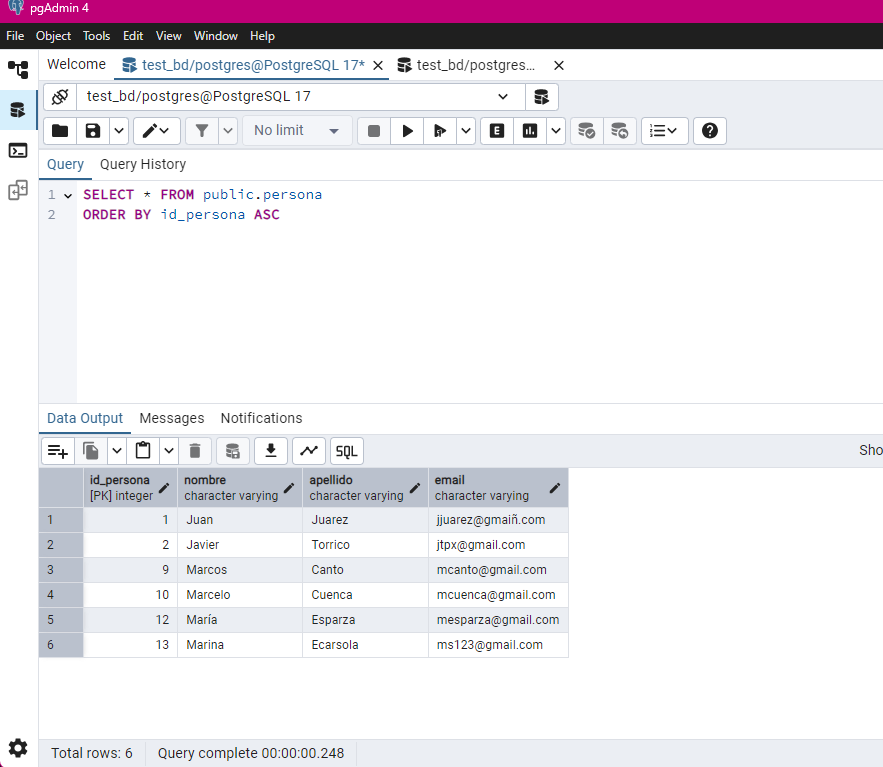 pgAdmin 4
File Object Tools Edit View Window Help
Welcome test_bd/postgres@PostgreSQL 17* test_bd/postgres...
test_bd/postgres@PostgreSQL 17
No limit E
Query Query History
1 SELECT * FROM public.persona
2 ORDER BY id_persona ASC
Data Output Messages Notifications
SQL Sho
id_persona nombre apellido email
[PK] integer character varying character varying character varying
1 1 Juan Juarez jjuarez@gmaiñ.com
2 2 Javier Torrico jtpx@gmail.com
3 9 Marcos Canto mcanto@gmail.com
4 10 Marcelo Cuenca mcuenca@gmail.com
5 12 María Esparza mesparza@gmail.com
6 13 Marina Ecarsola ms123@gmail.com
Total rows: 6 Query complete 00:00:00.248